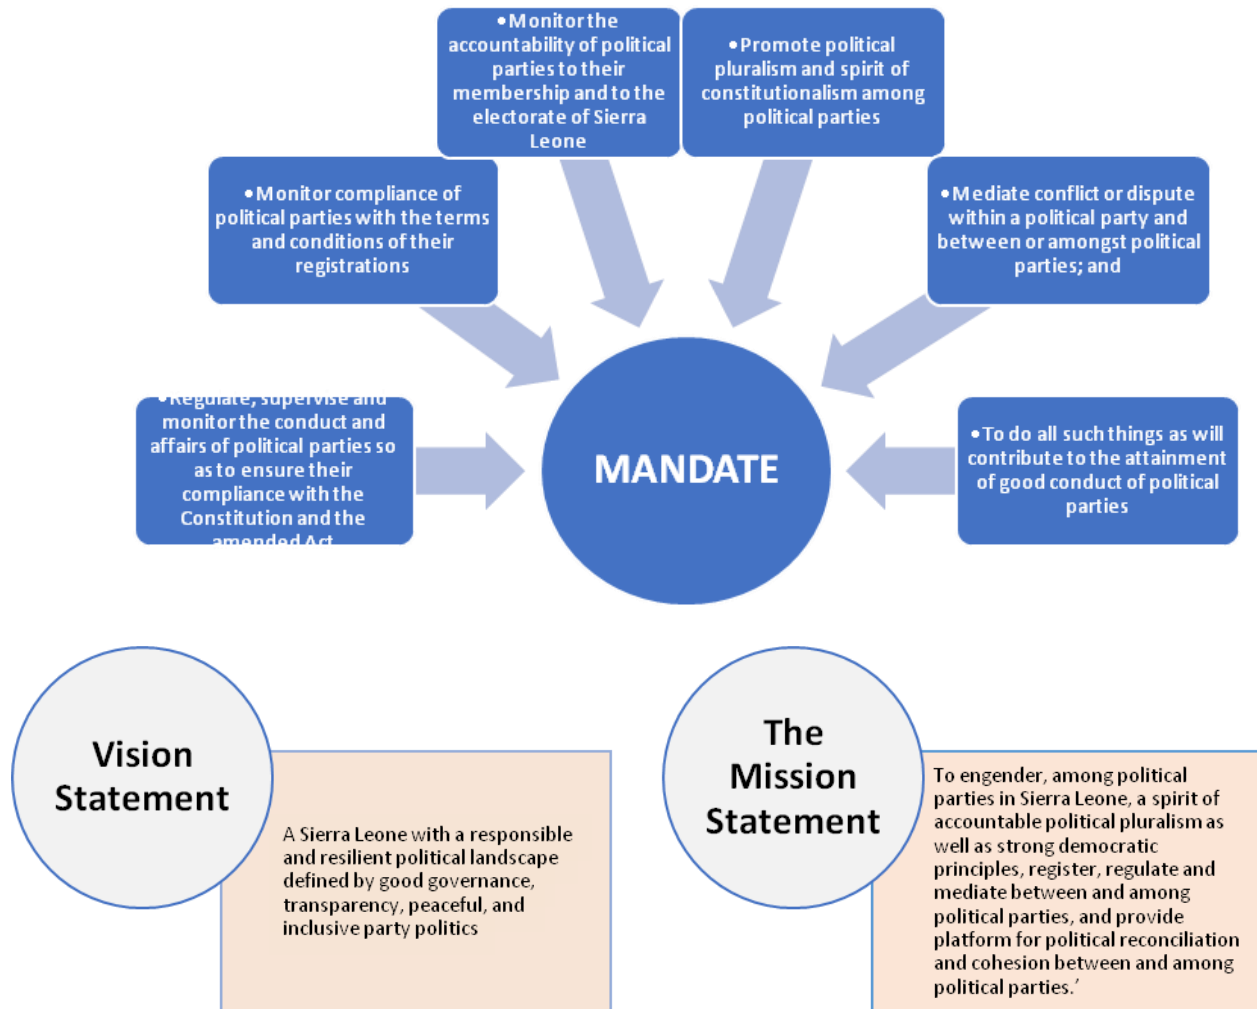 •Monitor the
accountability of political
parties to their
membership and to the
electorate of Sierra
Leone
•Promote political
pluralism and spirit of
constitutionalism among
political parties
•Monitor compliance of
political parties with the terms
and conditions of their
registrations
•Mediate conflict or dispute
within a political party and
between or amongst political
parties; and
•Regulate, supervise and
monitor the conduct and
affairs of political parties so
as to ensure their
compliance with the
Constitution and the
amended Act
•To do all such things as will
contribute to the attainment
of good conduct of political
parties
MANDATE
Vision
Statement
A Sierra Leone with a responsible
and resilient political landscape
defined by good governance,
transparency, peaceful, and
inclusive party politics
The
Mission
Statement
To engender, among political
parties in Sierra Leone, a spirit of
accountable political pluralism as
well as strong democratic
principles, register, regulate and
mediate between and among
political parties, and provide
platform for political reconciliation
and cohesion between and among
political parties.’